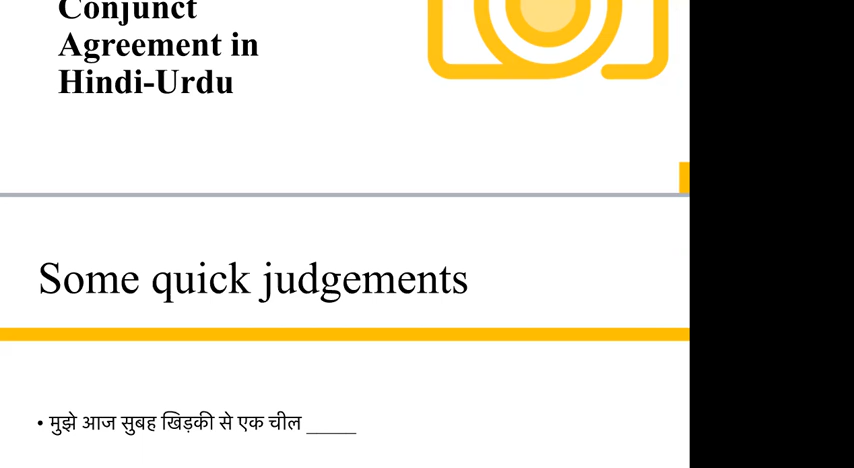 Conjunct
Agreement in
Hindi-Urdu
Some quick judgements
• मुझे आज सुबह खिड़की से एक चील _____